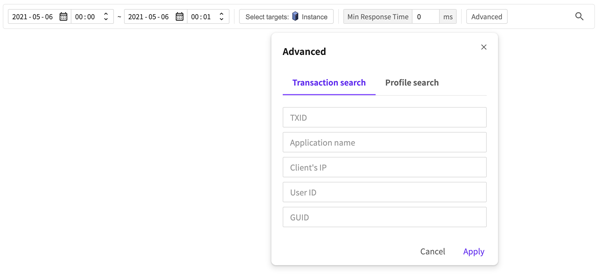 2021 - 05 - 06 00 : 00 ~ 2021 - 05 - 06 00 : 01 Select targets: Instance Min Response Time 0 ms Advanced
Advanced
Transaction search Profile search
TXID
Application name
Client's IP
User ID
GUID
Cancel Apply